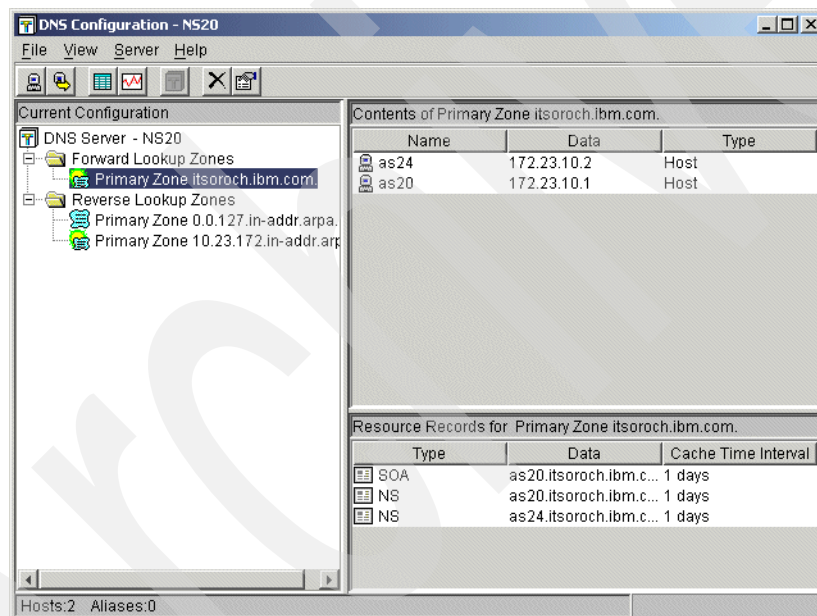 DNS Configuration - NS20
File View Server Help
Current Configuration
DNS Server - NS20
Forward Lookup Zones
Primary Zone itsoroch.ibm.com.
Reverse Lookup Zones
Primary Zone 0.0.127.in-addr.arpa.
Primary Zone 10.23.172.in-addr.arp
Contents of Primary Zone itsoroch.ibm.com.
Name Data Type
as24 172.23.10.2 Host
as20 172.23.10.1 Host
Resource Records for Primary Zone itsoroch.ibm.com.
Type Data Cache Time Interval
SOA as20.itsoroch.ibm.c... 1 days
NS as20.itsoroch.ibm.c... 1 days
NS as24.itsoroch.ibm.c... 1 days
Hosts:2 Aliases:0